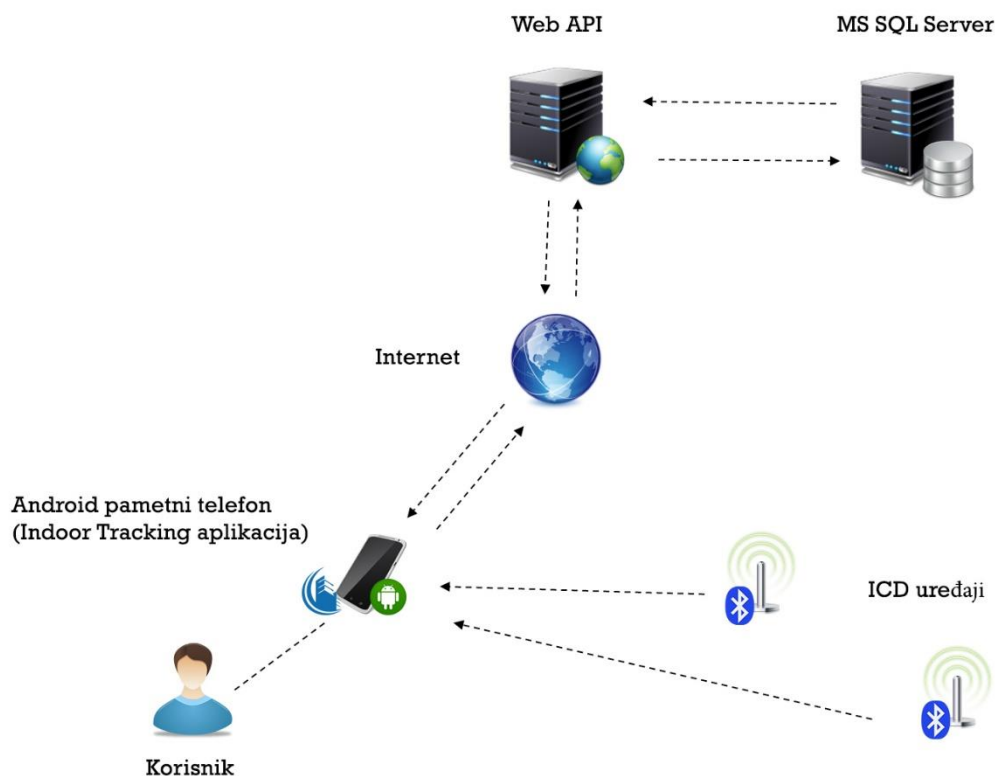 Web API
MS SQL Server
Internet
Android pametni telefon
(Indoor Tracking aplikacija)
ICD uređaji
Korisnik